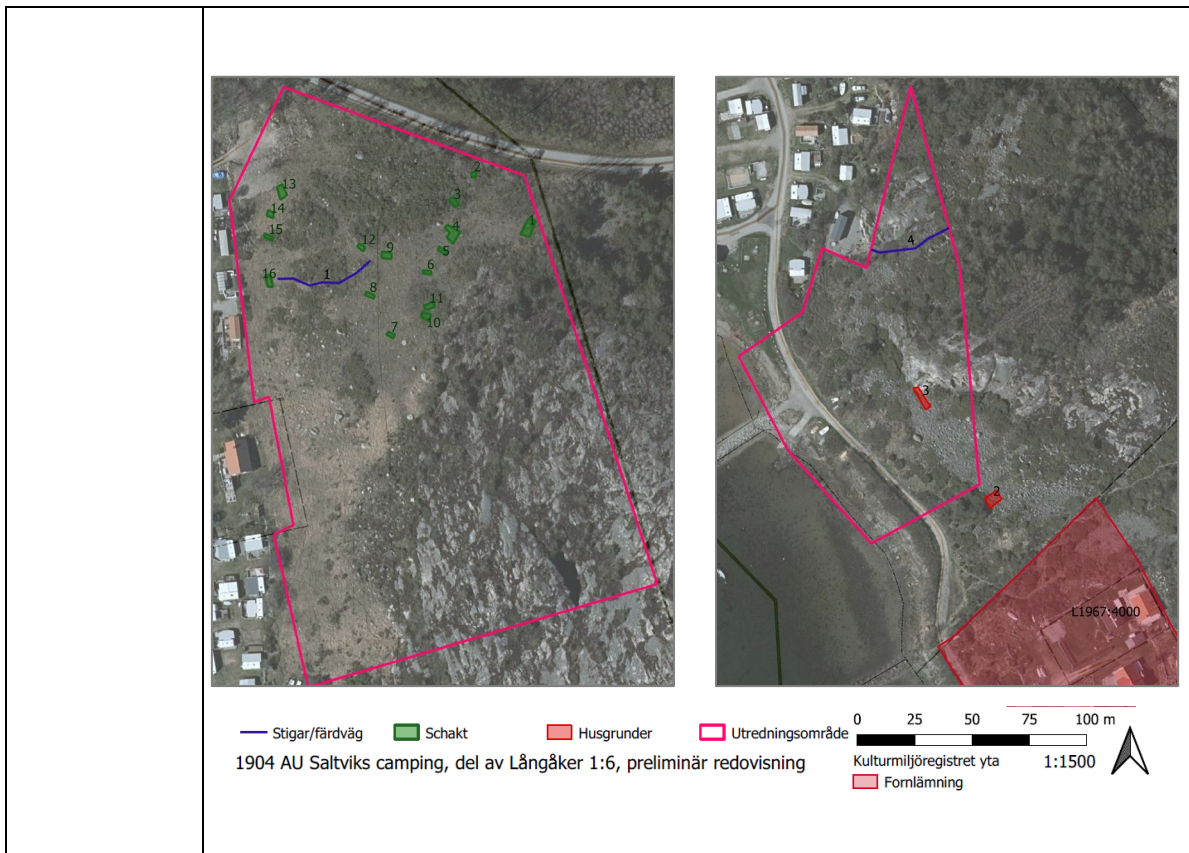 2
13
3
14
1
4
15
12
9
5
6
16
1
8
11
10
7
4
3
2
L1967:4000
Stigar/färdväg
Schakt
Husgrunder
Utredningsområde
0 25 50 75 100 m
1904 AU Saltviks camping, del av Långåker 1:6, preliminär redovisning
Kulturmiljöregistret yta
1:1500
Fornlämning